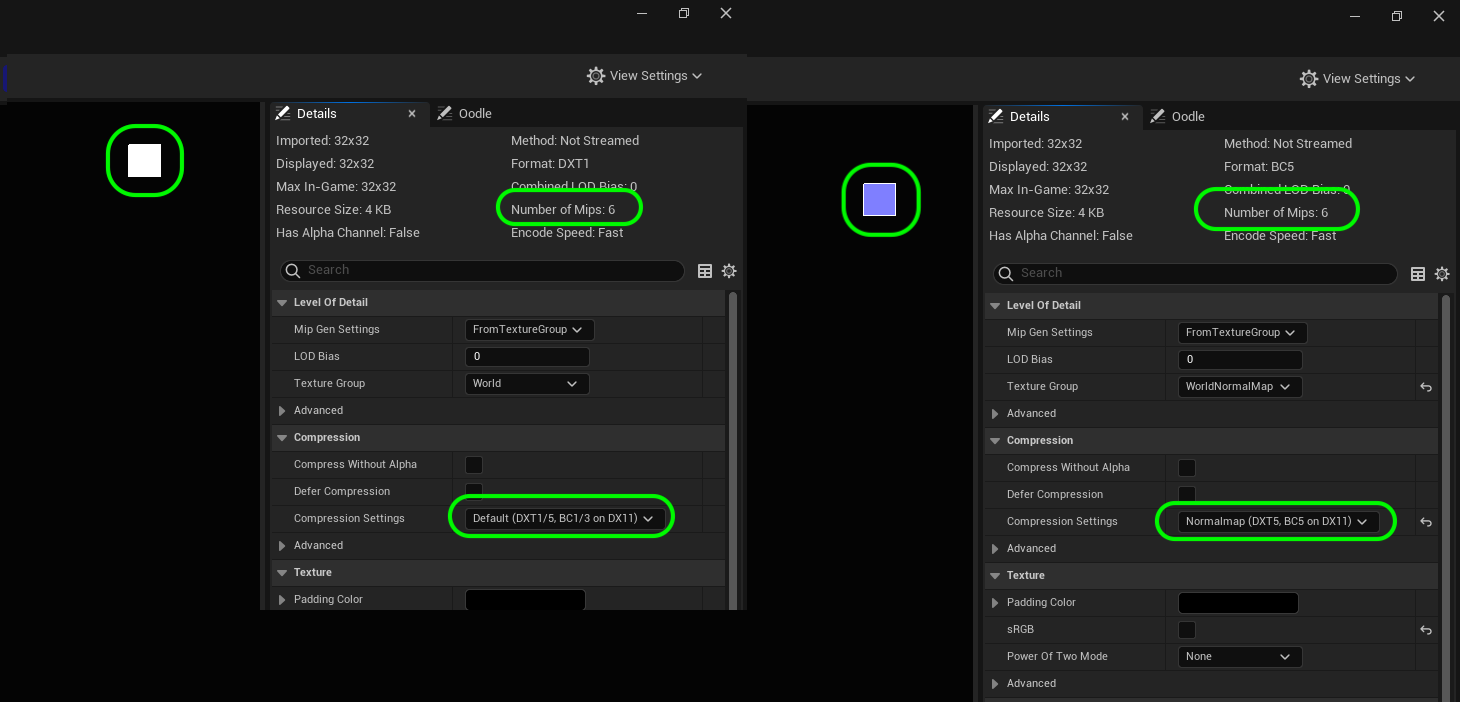 View Settings
Details
Oodle
Imported: 32x32
Method: Not Streamed
Displayed: 32x32
Format: DXT1
Max In-Game: 32x32
Combined LOD Bias: 0
Resource Size: 4 KB
Number of Mips: 6
Has Alpha Channel: False
Encode Speed: Fast
Search
Level Of Detail
Mip Gen Settings
FromTextureGroup
LOD Bias
0
Texture Group
World
Advanced
Compression
Compress Without Alpha
Defer Compression
Compression Settings
Default (DXT1/5, BC1/3 on DX11)
Advanced
Texture
Padding Color
View Settings
Details
Oodle
Imported: 32x32
Method: Not Streamed
Displayed: 32x32
Format: BC5
Max In-Game: 32x32
Combined LOD Bias: 0
Resource Size: 4 KB
Number of Mips: 6
Has Alpha Channel: False
Encode Speed: Fast
Search
Level Of Detail
Mip Gen Settings
FromTextureGroup
LOD Bias
0
Texture Group
WorldNormalMap
Advanced
Compression
Compress Without Alpha
Defer Compression
Compression Settings
Normalmap (DXT5, BC5 on DX11)
Advanced
Texture
Padding Color
sRGB
Power Of Two Mode
None
Advanced